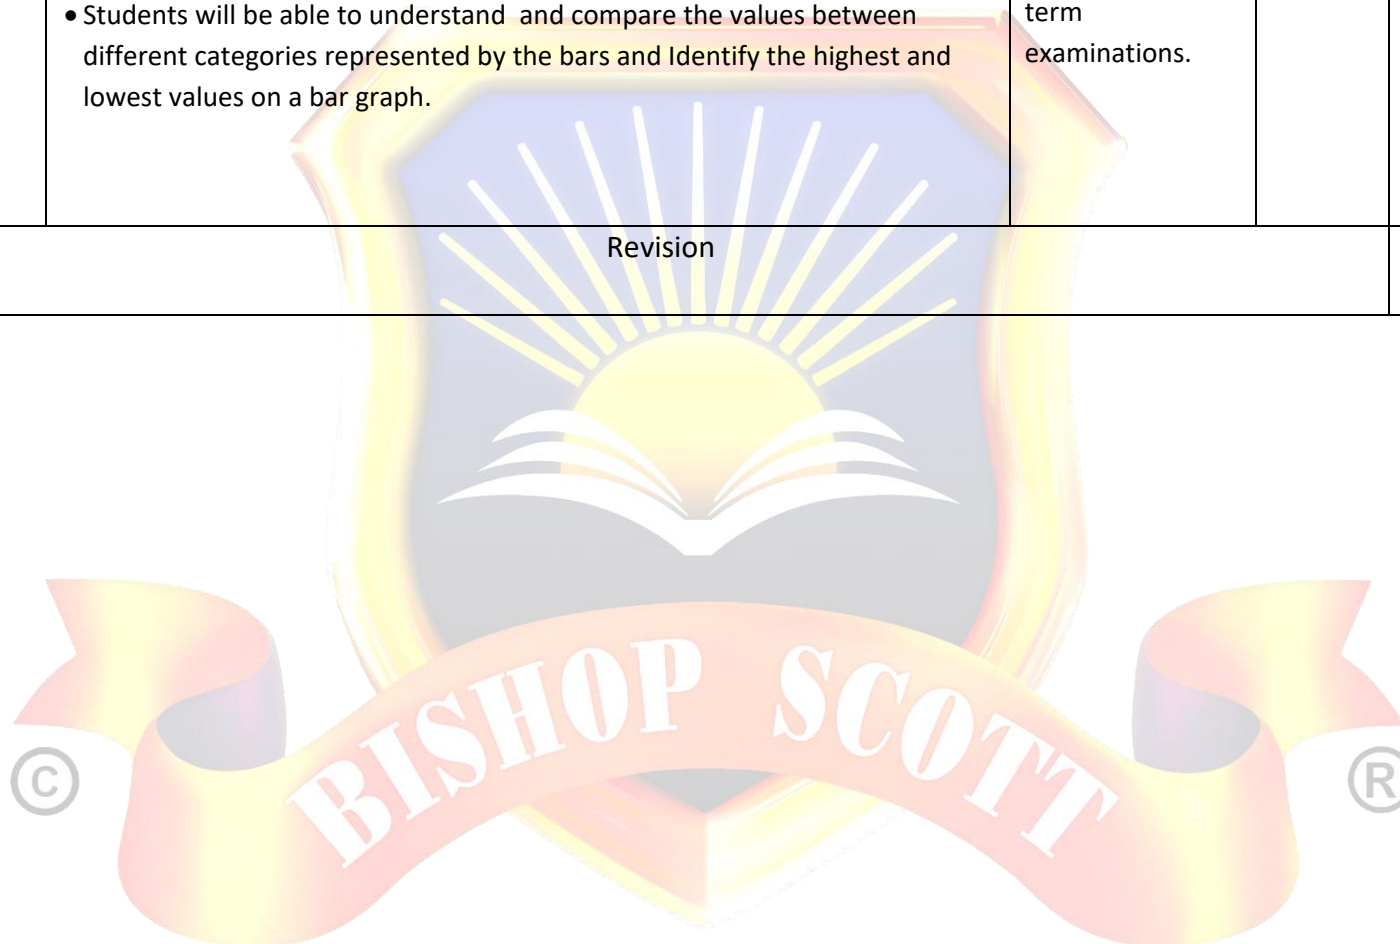 • Students will be able to understand  and compare the values between
different categories represented by the bars and Identify the highest and
lowest values on a bar graph.
term
examinations.
Revision
BISHOP SCOTT
©
®